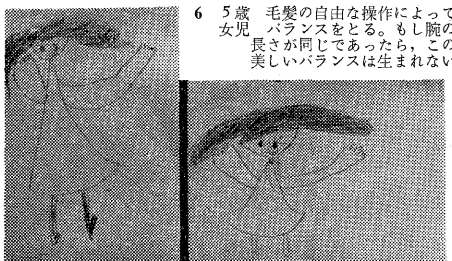 6 5歳 毛髪の自由な操作によって
女児 バランスをとる。もし腕の
長さが同じであったら，この
美しいバランスは生まれない